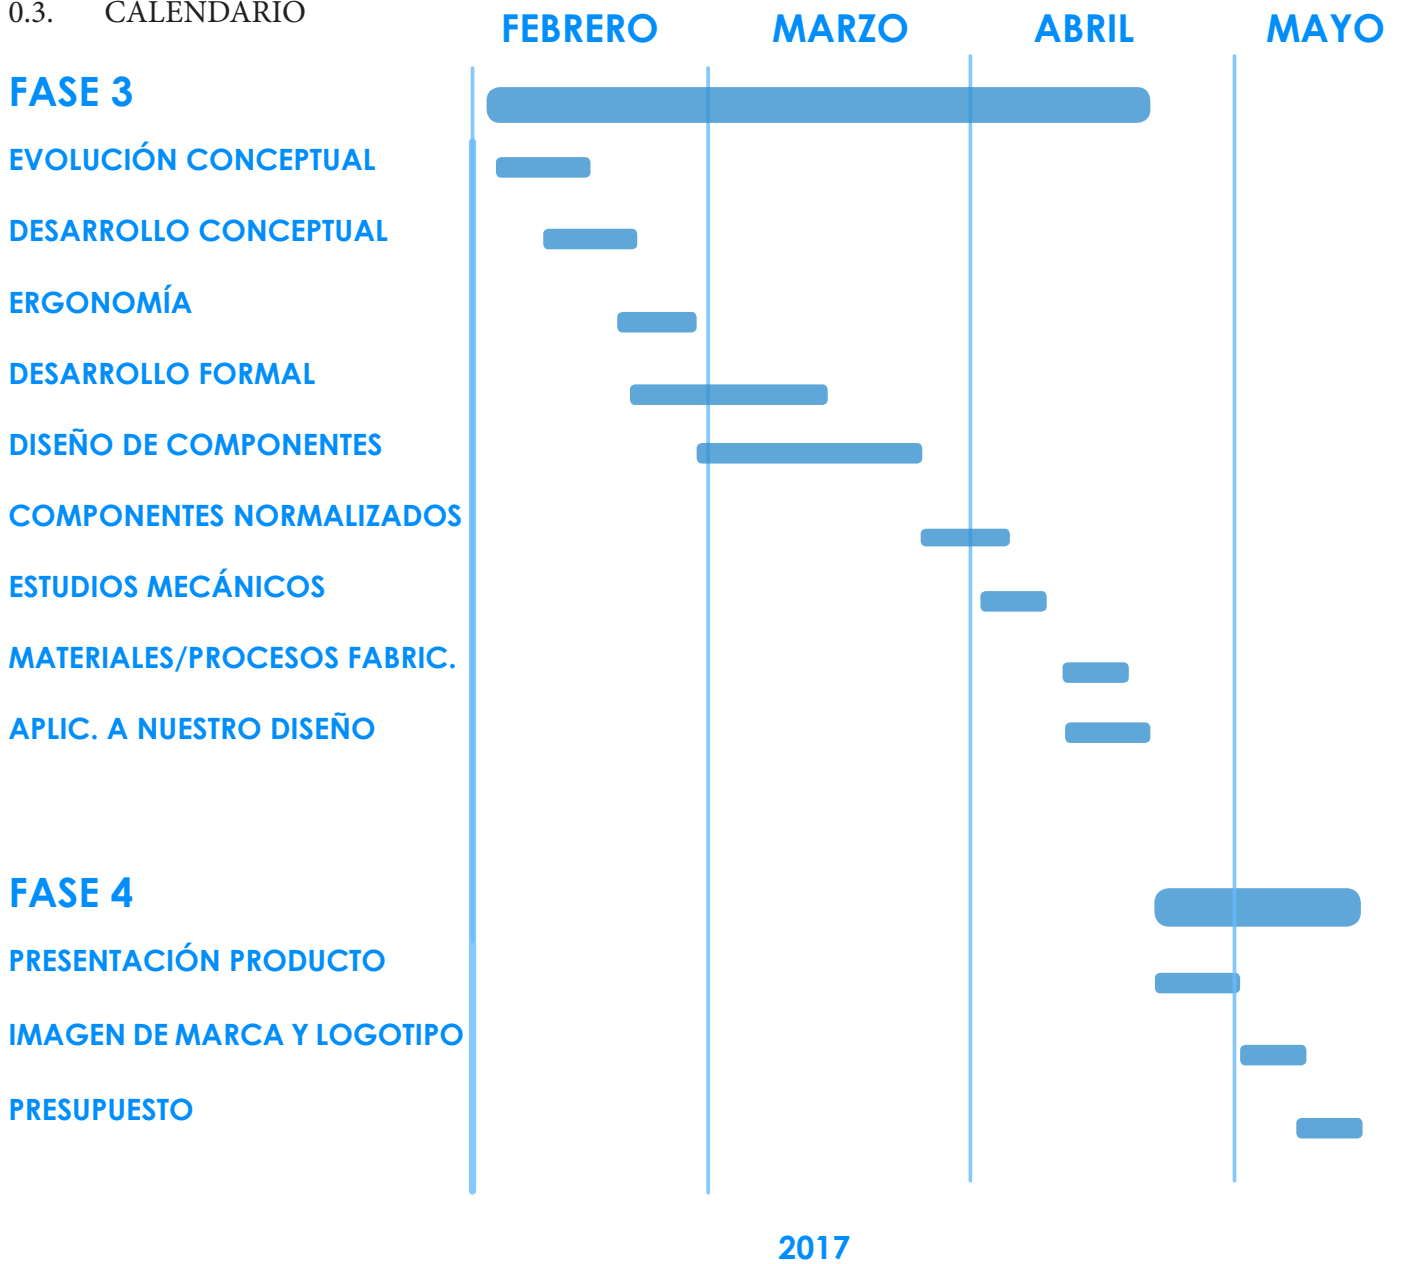 0.3. CALENDARIO
FEBRERO MARZO ABRIL MAYO
FASE 3
EVOLUCIÓN CONCEPTUAL
DESARROLLO CONCEPTUAL
ERGONOMÍA
DESARROLLO FORMAL
DISEÑO DE COMPONENTES
COMPONENTES NORMALIZADOS
ESTUDIOS MECÁNICOS
MATERIALES/PROCESOS FABRIC.
APLIC. A NUESTRO DISEÑO
FASE 4
PRESENTACIÓN PRODUCTO
IMAGEN DE MARCA Y LOGOTIPO
PRESUPUESTO
2017